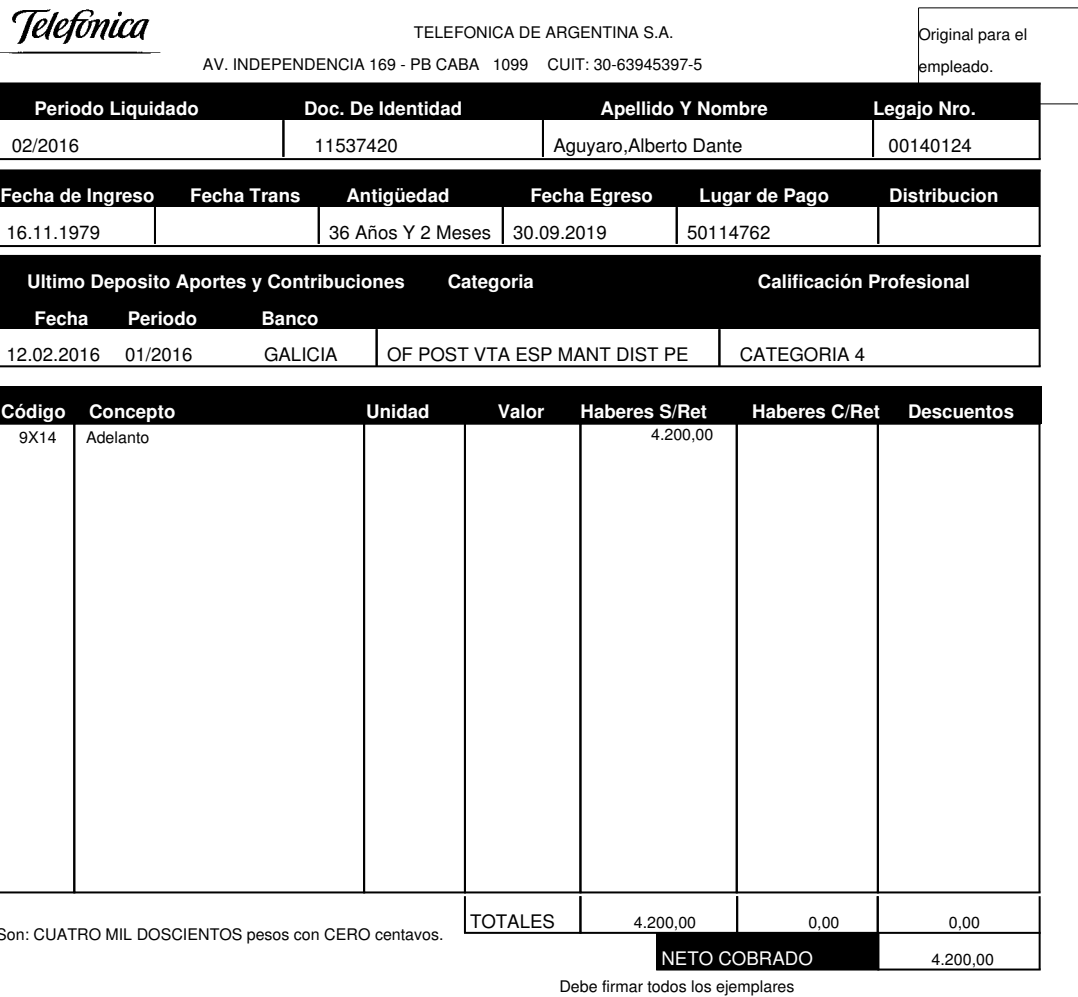 Telefónica
TELEFONICA DE ARGENTINA S.A.
AV. INDEPENDENCIA 169 - PB CABA 1099 CUIT: 30-63945397-5
Original para el
empleado.
Periodo Liquidado Doc. De Identidad Apellido Y Nombre Legajo Nro.
02/2016 11537420 Aguyaro,Alberto Dante 00140124
Fecha de Ingreso Fecha Trans Antigüedad Fecha Egreso Lugar de Pago Distribucion
16.11.1979 36 Años Y 2 Meses 30.09.2019 50114762
Ultimo Deposito Aportes y Contribuciones Categoria Calificación Profesional
Fecha Periodo Banco
12.02.2016 01/2016 GALICIA OF POST VTA ESP MANT DIST PE CATEGORIA 4
Código Concepto Unidad Valor Haberes S/Ret Haberes C/Ret Descuentos
9X14 Adelanto 4.200,00
TOTALES 4.200,00 0,00 0,00
Son: CUATRO MIL DOSCIENTOS pesos con CERO centavos.
NETO COBRADO 4.200,00
Debe firmar todos los ejemplares